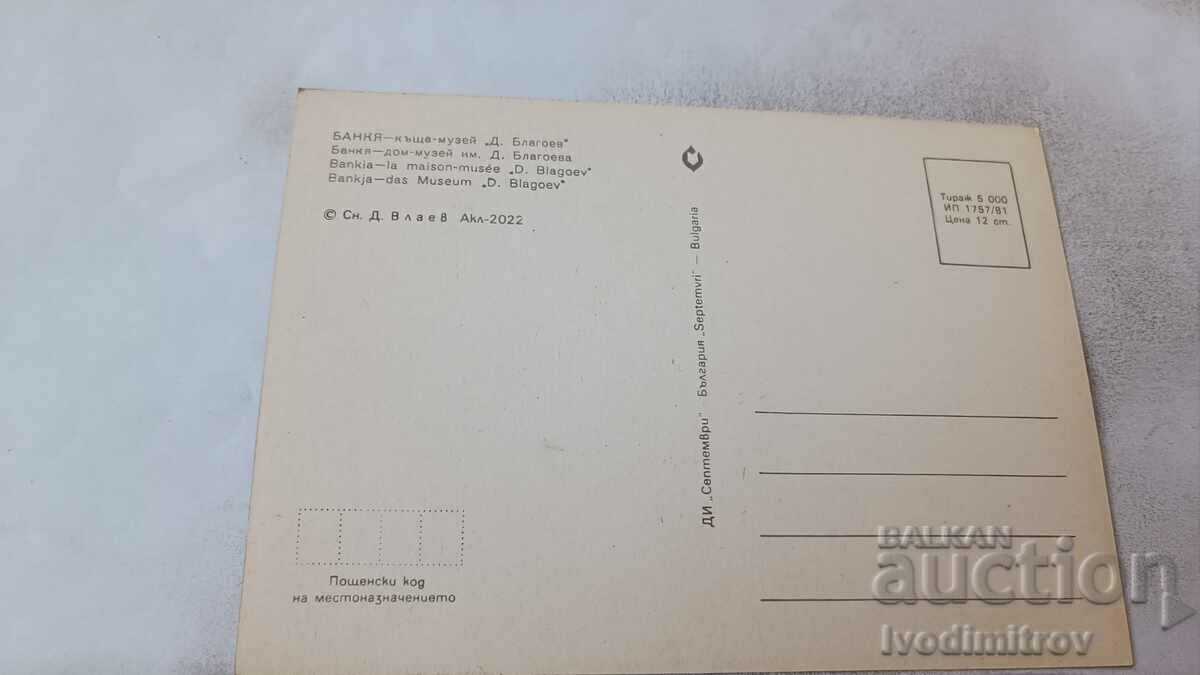 БАНКЯ—къща-музей „Д. Благоев"
Банкя—дом-музей им. Д. Благоева
Bankia—la maison-musée „D. Blagoev"
Bankja—das Museum „D. Blagoev"
© Сн. Д. Влаев Акл-2022
Тираж 5 000
ИП 1757/81
Цена 12 ст.
ДИ „Септември" – България „Septemvri" – Bulgaria
Пощенски код
на местоназначението
BALKAN
auction
Ivodimitrov